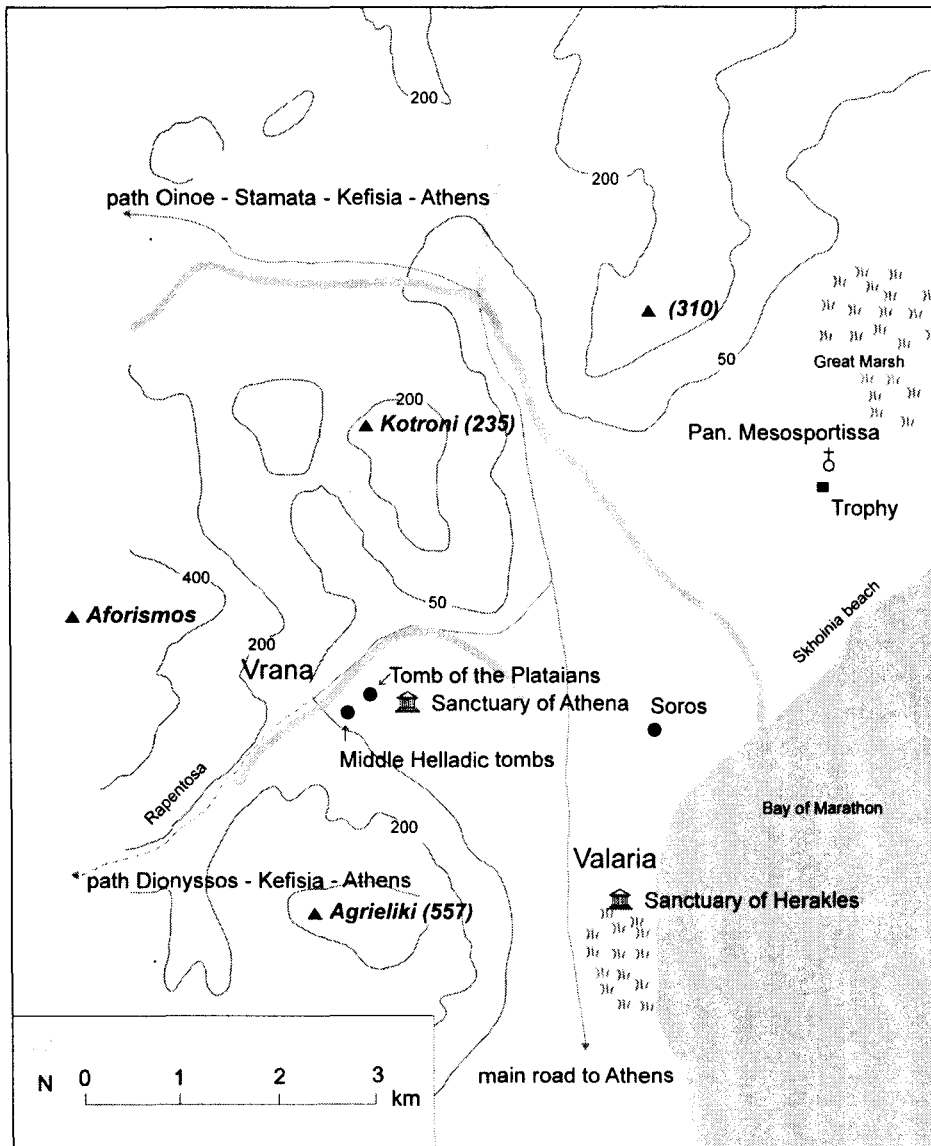 200
path Oinoe - Stamata - Kefisia - Athens
200
(310)
50
Great Marsh
200
Kotroni (235)
Pan. Mesosportissa
Trophy
400
Aforismos
50
200
Vrana
Skhoinia beach
Tomb of the Plataians
Sanctuary of Athena
Soros
Middle Helladic tombs
Rapentosa
Bay of Marathon
200
Valaria
path Dionyssos - Kefisia - Athens
Sanctuary of Herakles
Agrieliki (557)
main road to Athens
N 0 1 2 3
km